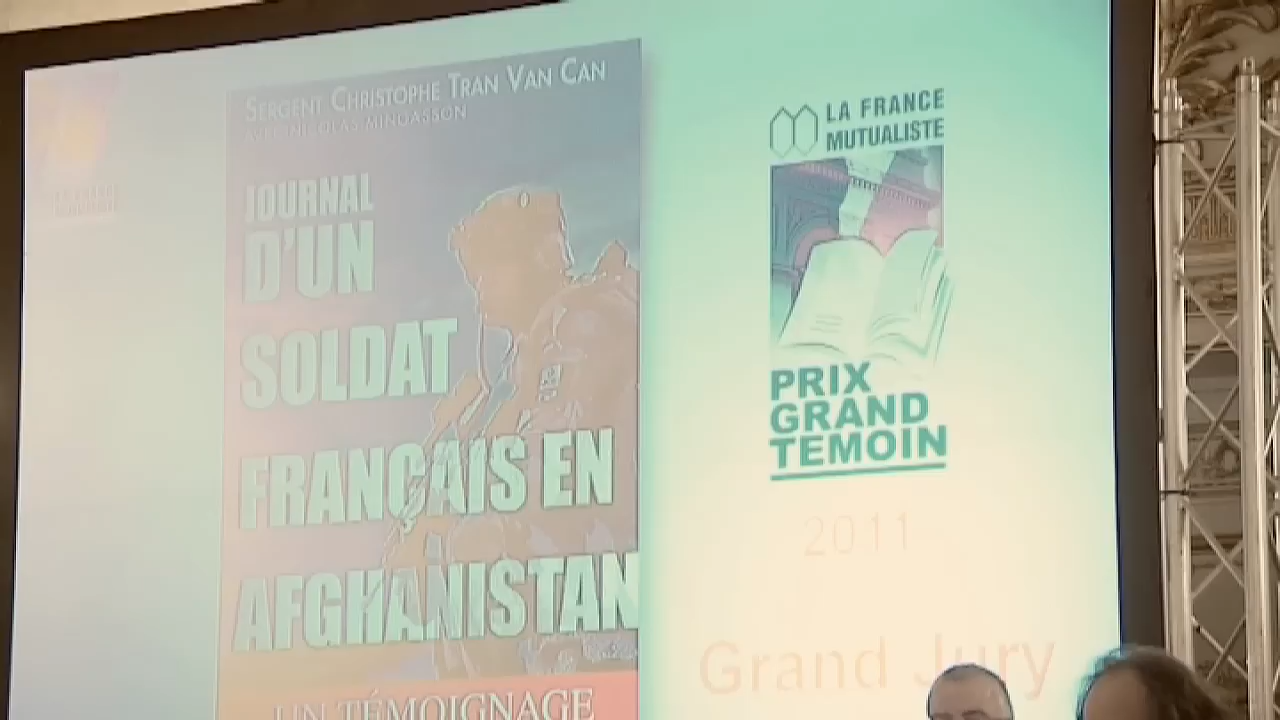 SERGENT CHRISTOPHE TRAN VAN CAN
AVEC NICOLAS MINGASSON
JOURNAL
D'UN
SOLDAT
FRANÇAIS EN
AFGHANISTAN
UN TÉMOIGNAGE
LA FRANCE
MUTUALISTE
PRIX
GRAND
TEMOIN
2011
Grand Jury